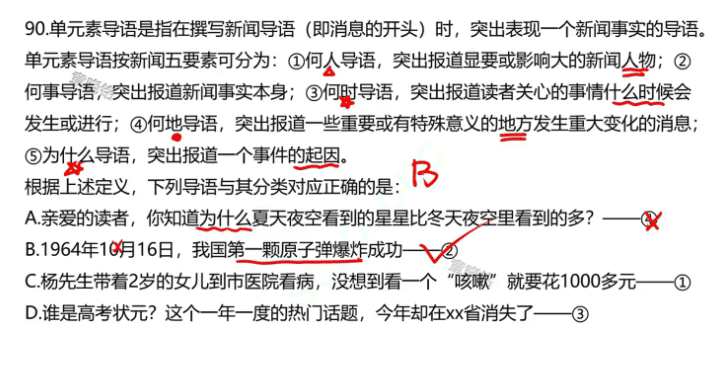 90.单元素导语是指在撰写新闻导语（即消息的开头）时，突出表现一个新闻事实的导语。
单元素导语按新闻五要素可分为：①何人导语，突出报道显要或影响大的新闻人物；②
何事导语，突出报道新闻事实本身；③何时导语，突出报道读者关心的事情什么时候会
发生或进行；④何地导语，突出报道一些重要或有特殊意义的地方发生重大变化的消息；
⑤为什么导语，突出报道一个事件的起因。
根据上述定义，下列导语与其分类对应正确的是：
B
A.亲爱的读者，你知道为什么夏天夜空看到的星星比冬天夜空里看到的多？——④
B.1964年10月16日，我国第一颗原子弹爆炸成功——②
C.杨先生带着2岁的女儿到市医院看病，没想到看一个“咳嗽”就要花1000多元——①
D.谁是高考状元？这个一年一度的热门话题，今年却在xx省消失了——③